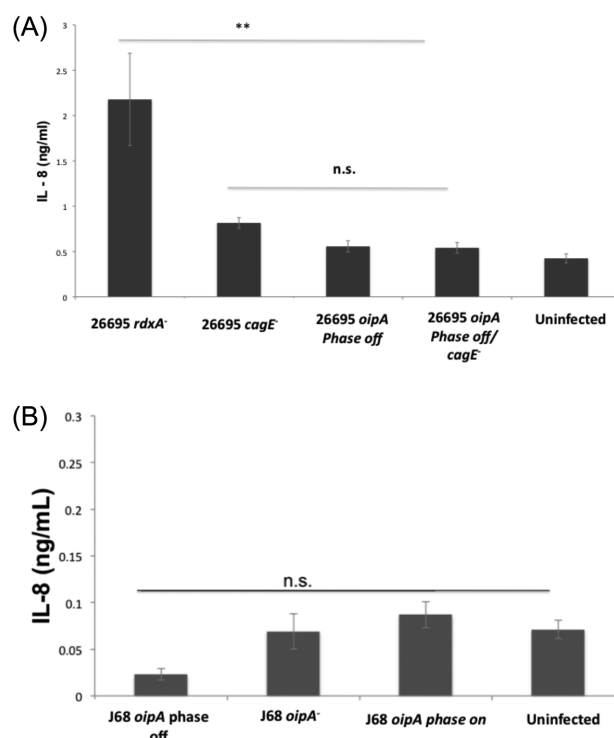 (A)
3
**
2.5
2
IL - 8 (ng/ml)
1.5
n.s.
1
0.5
0
26695 rdxA-
26695 cagE-
26695 oipA
Phase off
26695 oipA
Phase off/
cagE-
Uninfected
(B)
0.3
0.25
0.2
IL-8 (ng/mL)
0.15
n.s.
0.1
0.05
0
J68 oipA phase
off
J68 oipA-
J68 oipA phase on
Uninfected